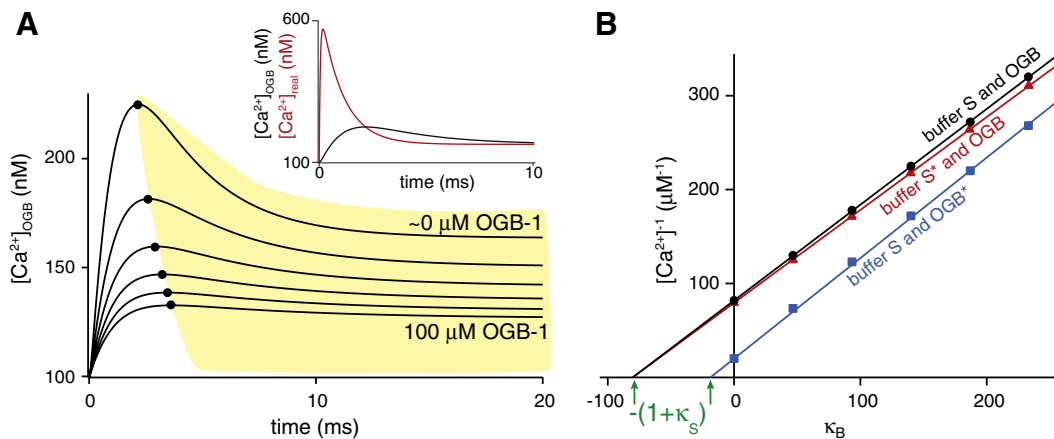 A
[Ca²⁺]OGB (nM)
200
150
100
0
10
20
time (ms)
~0 μM OGB-1
100 μM OGB-1
[Ca²⁺]OGB (nM)
[Ca²⁺]real (nM)
600
100
0
10
time (ms)
B
[Ca²⁺]⁻¹ (μM⁻¹)
300
200
100
-100
0
100
200
κB
-(1+κS)
buffer S and OGB
buffer S* and OGB
buffer S and OGB*